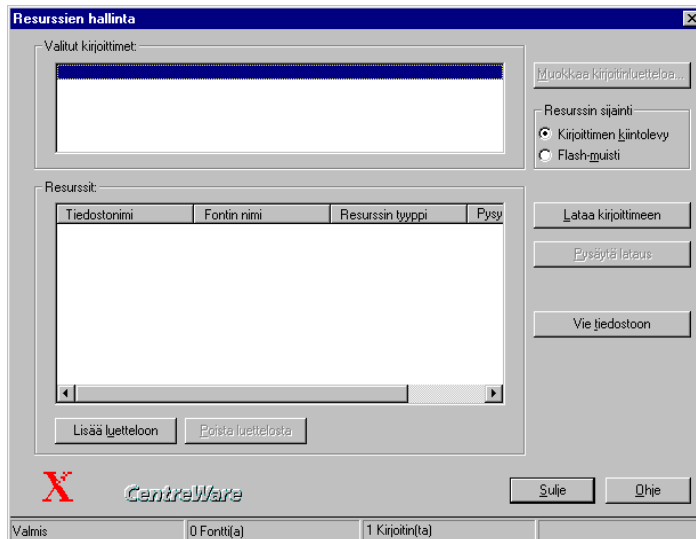 Resurssien hallinta
Valitut kirjoittimet:
Muokkaa kirjoitinluetteloa...
Resurssin sijainti
Kirjoittimen kiintolevy
Flash-muisti
Resurssit:
Tiedostonimi Fontin nimi Resurssin tyyppi Pysy
Lataa kirjoittimeen
Pysäytä lataus
Vie tiedostoon
Lisää luetteloon Poista luettelosta
X CentreWare
Sulje Ohje
Valmis 0 Fontti(a) 1 Kirjoitin(ta)